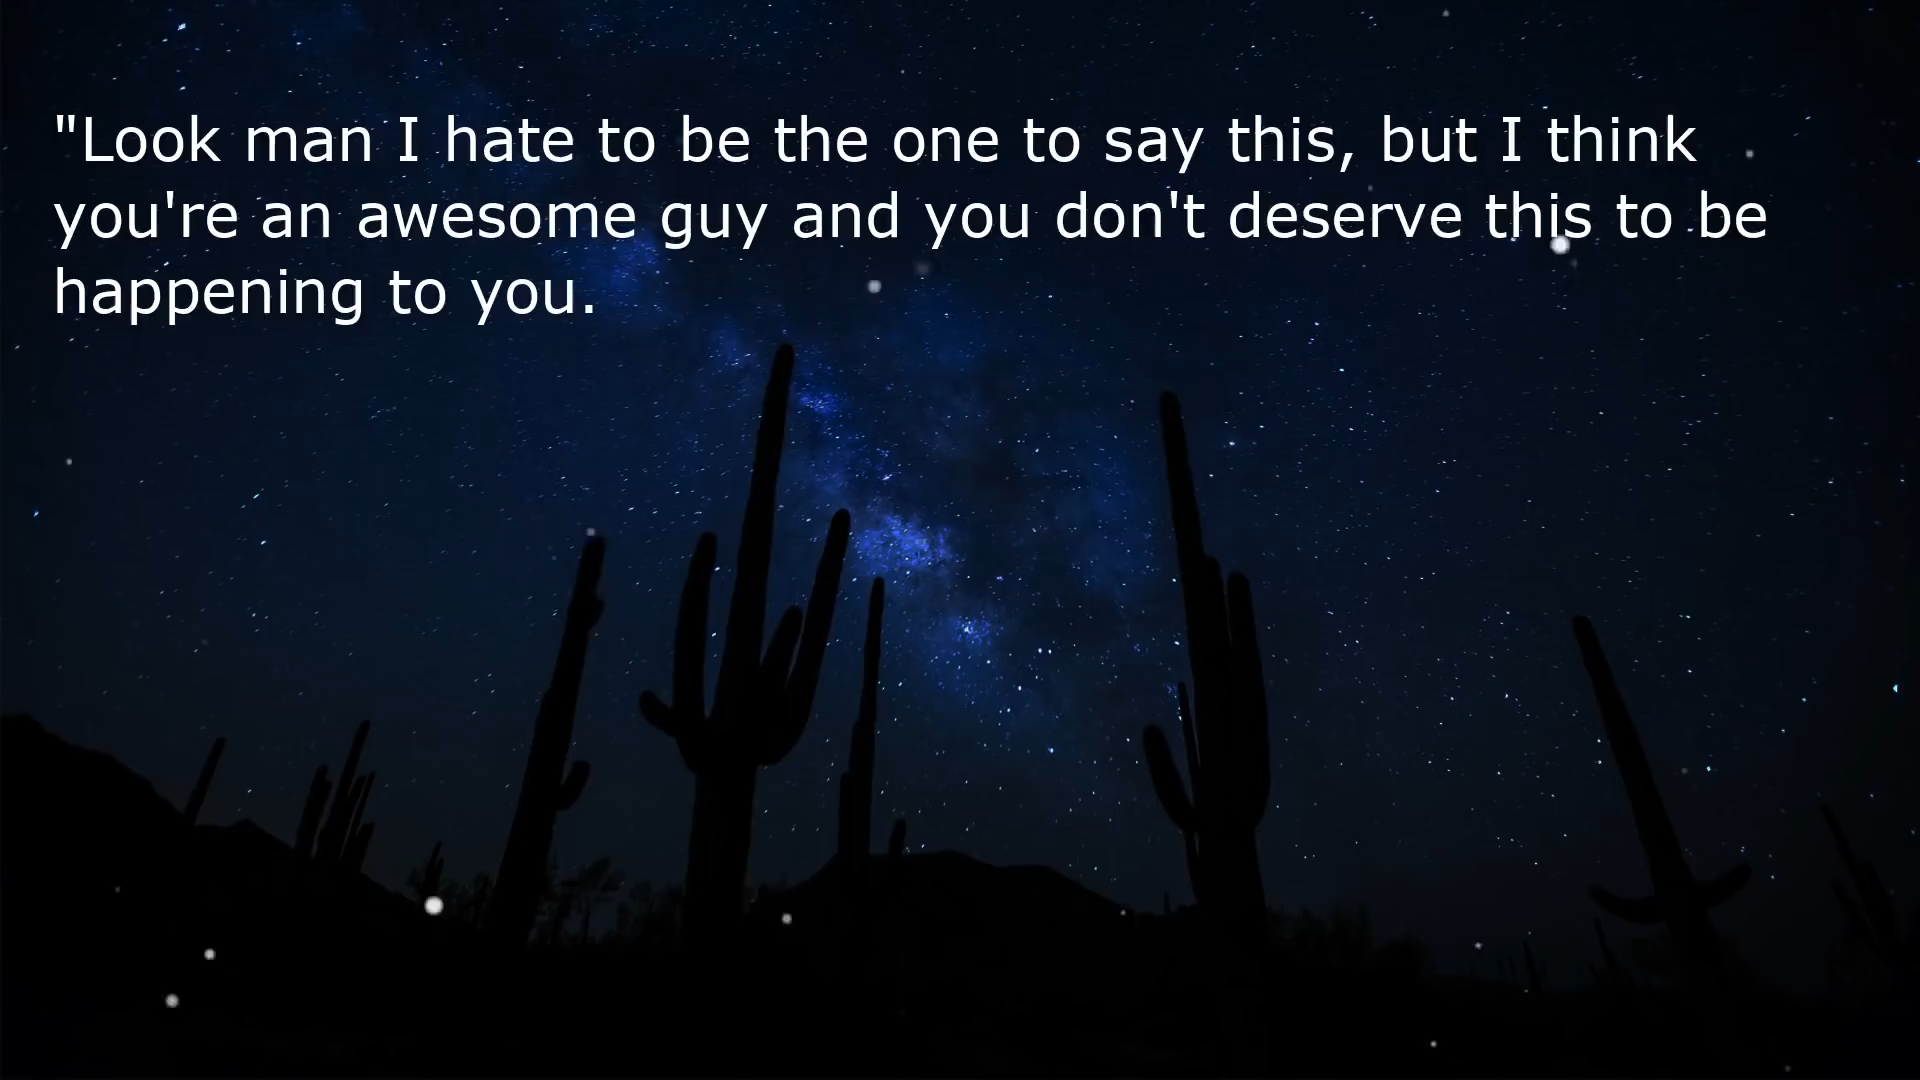 "Look man I hate to be the one to say this, but I think
you're an awesome guy and you don't deserve this to be
happening to you.